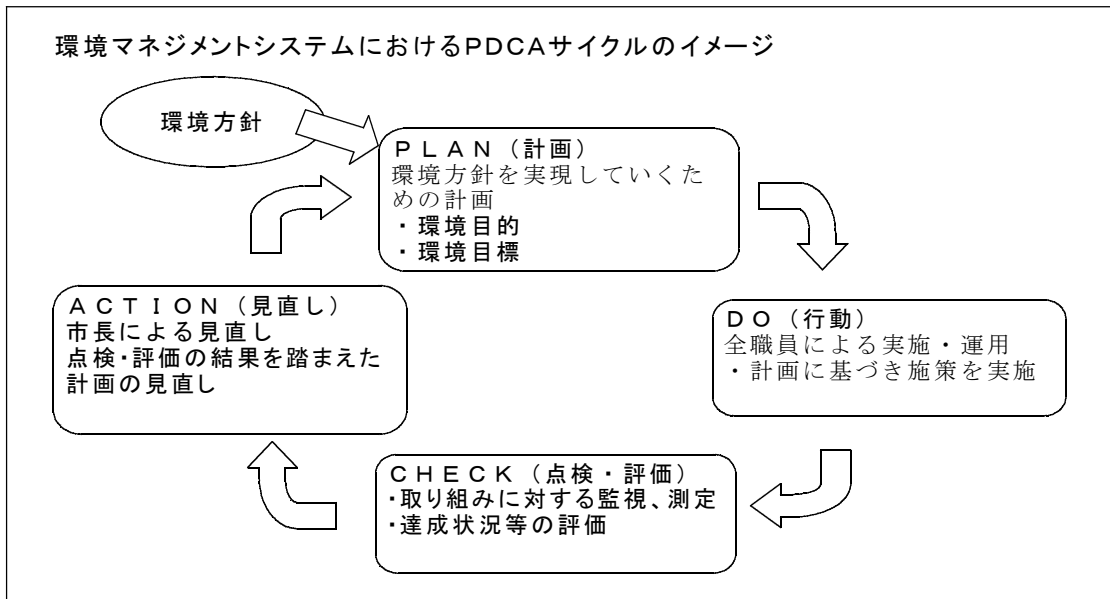 環境マネジメントシステムにおけるPDCAサイクルのイメージ
環境方針
ＰＬＡＮ（計画）
環境方針を実現していくた
めの計画
・環境目的
・環境目標
ＤＯ（行動）
全職員による実施・運用
・計画に基づき施策を実施
ＣＨＥＣＫ（点検・評価）
・取り組みに対する監視、測定
・達成状況等の評価
ＡＣＴＩＯＮ（見直し）
市長による見直し
点検・評価の結果を踏まえた
計画の見直し